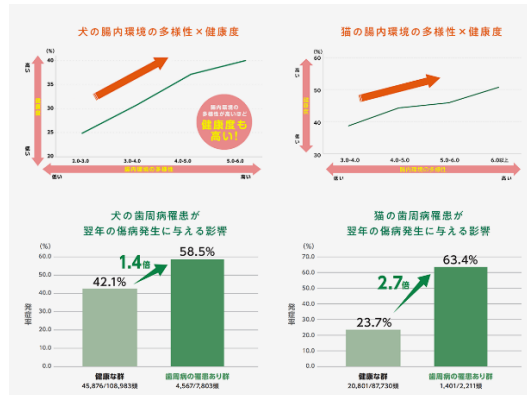 犬の腸内環境の多様性×健康度
(%)
40
35
30
25
20
高い
健康度
低い
腸内環境の
多様性が高いほど
健康度も
高い!
2.0-3.0
3.0-4.0
4.0-5.0
5.0-6.0
腸内環境の多様性
低い
高い
猫の腸内環境の多様性×健康度
(%)
60
50
40
30
高い
健康度
低い
3.0-4.0
4.0-5.0
5.0-6.0
6.0以上
腸内環境の多様性
低い
高い
犬の歯周病罹患が
翌年の傷病発生に与える影響
(%)
60.0
50.0
40.0
30.0
20.0
10.0
0.0
42.1%
1.4倍
58.5%
健康な群
45,876/108,983頭
歯周病の罹患あり群
4,567/7,803頭
猫の歯周病罹患が
翌年の傷病発生に与える影響
(%)
70.0
60.0
50.0
40.0
30.0
20.0
10.0
0.0
23.7%
2.7倍
63.4%
健康な群
20,801/87,730頭
歯周病の罹患あり群
1,401/2,211頭